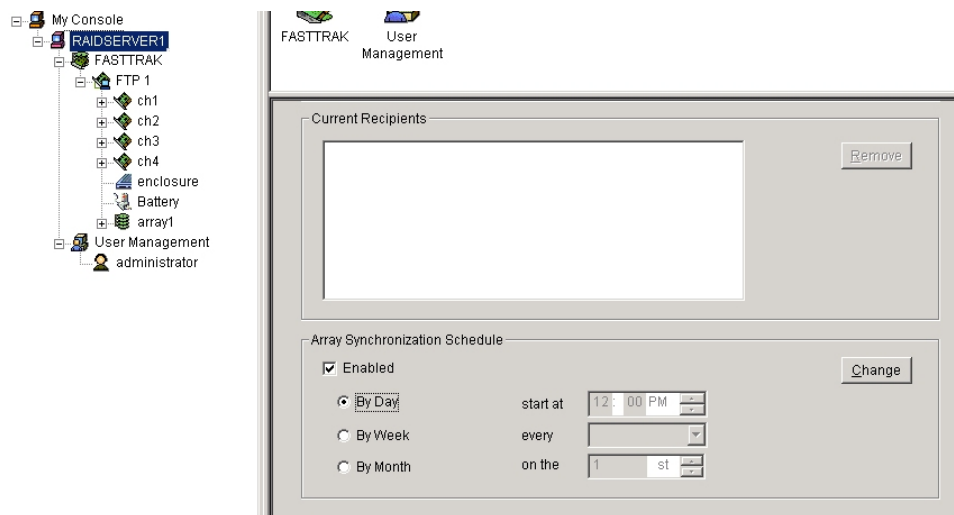 My Console
RAIDSERVER1
FASTTRAK
FTP 1
ch1
ch2
ch3
ch4
enclosure
Battery
array1
User Management
administrator
FASTTRAK
User
Management
Current Recipients
Remove
Array Synchronization Schedule
Enabled
Change
By Day start at 12 : 00 PM
By Week every
By Month on the 1 st